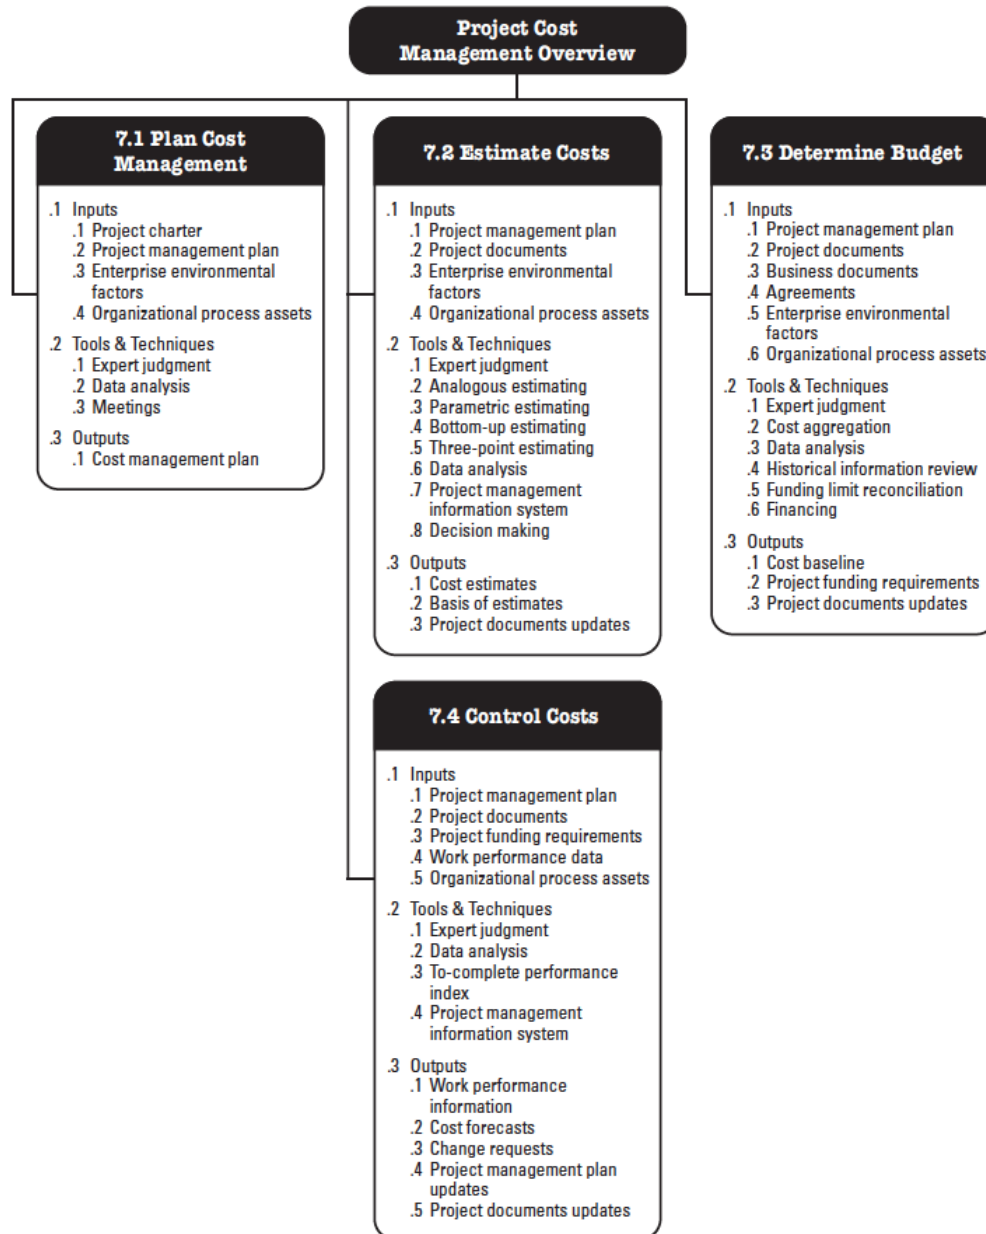 Project Cost
Management Overview
7.1 Plan Cost
Management
.1 Inputs
.1 Project charter
.2 Project management plan
.3 Enterprise environmental
factors
.4 Organizational process assets
.2 Tools & Techniques
.1 Expert judgment
.2 Data analysis
.3 Meetings
.3 Outputs
.1 Cost management plan
7.2 Estimate Costs
.1 Inputs
.1 Project management plan
.2 Project documents
.3 Enterprise environmental
factors
.4 Organizational process assets
.2 Tools & Techniques
.1 Expert judgment
.2 Analogous estimating
.3 Parametric estimating
.4 Bottom-up estimating
.5 Three-point estimating
.6 Data analysis
.7 Project management
information system
.8 Decision making
.3 Outputs
.1 Cost estimates
.2 Basis of estimates
.3 Project documents updates
7.3 Determine Budget
.1 Inputs
.1 Project management plan
.2 Project documents
.3 Business documents
.4 Agreements
.5 Enterprise environmental
factors
.6 Organizational process assets
.2 Tools & Techniques
.1 Expert judgment
.2 Cost aggregation
.3 Data analysis
.4 Historical information review
.5 Funding limit reconciliation
.6 Financing
.3 Outputs
.1 Cost baseline
.2 Project funding requirements
.3 Project documents updates
7.4 Control Costs
.1 Inputs
.1 Project management plan
.2 Project documents
.3 Project funding requirements
.4 Work performance data
.5 Organizational process assets
.2 Tools & Techniques
.1 Expert judgment
.2 Data analysis
.3 To-complete performance
index
.4 Project management
information system
.3 Outputs
.1 Work performance
information
.2 Cost forecasts
.3 Change requests
.4 Project management plan
updates
.5 Project documents updates